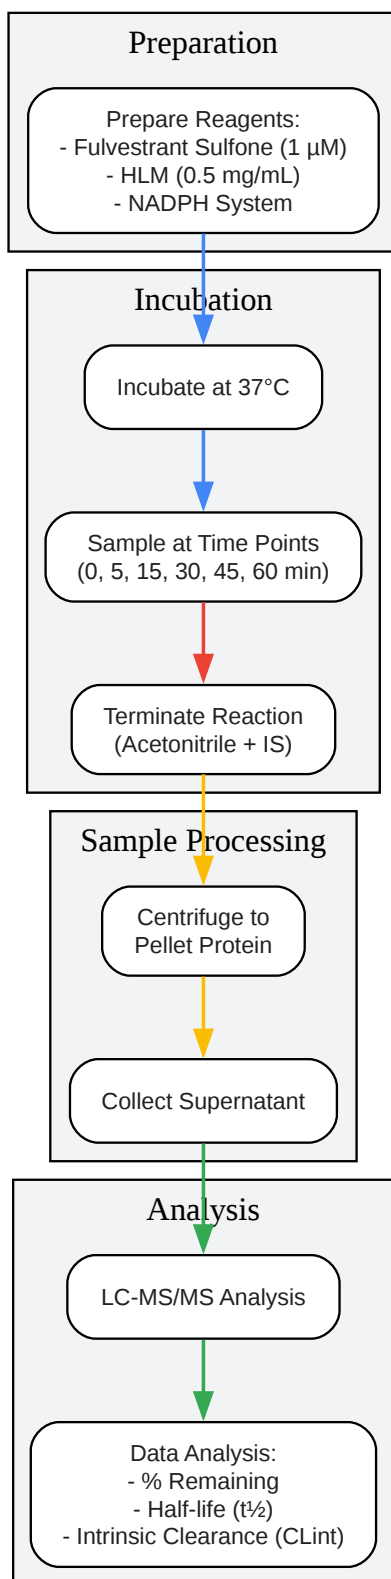 Preparation
Prepare Reagents:
- Fulvestrant Sulfone (1 µM)
- HLM (0.5 mg/mL)
- NADPH System
Incubation
Incubate at 37°C
Sample at Time Points
(0, 5, 15, 30, 45, 60 min)
Terminate Reaction
(Acetonitrile + IS)
Sample Processing
Centrifuge to
Pellet Protein
Collect Supernatant
Analysis
LC-MS/MS Analysis
Data Analysis:
- % Remaining
- Half-life (t½)
- Intrinsic Clearance (CLint)